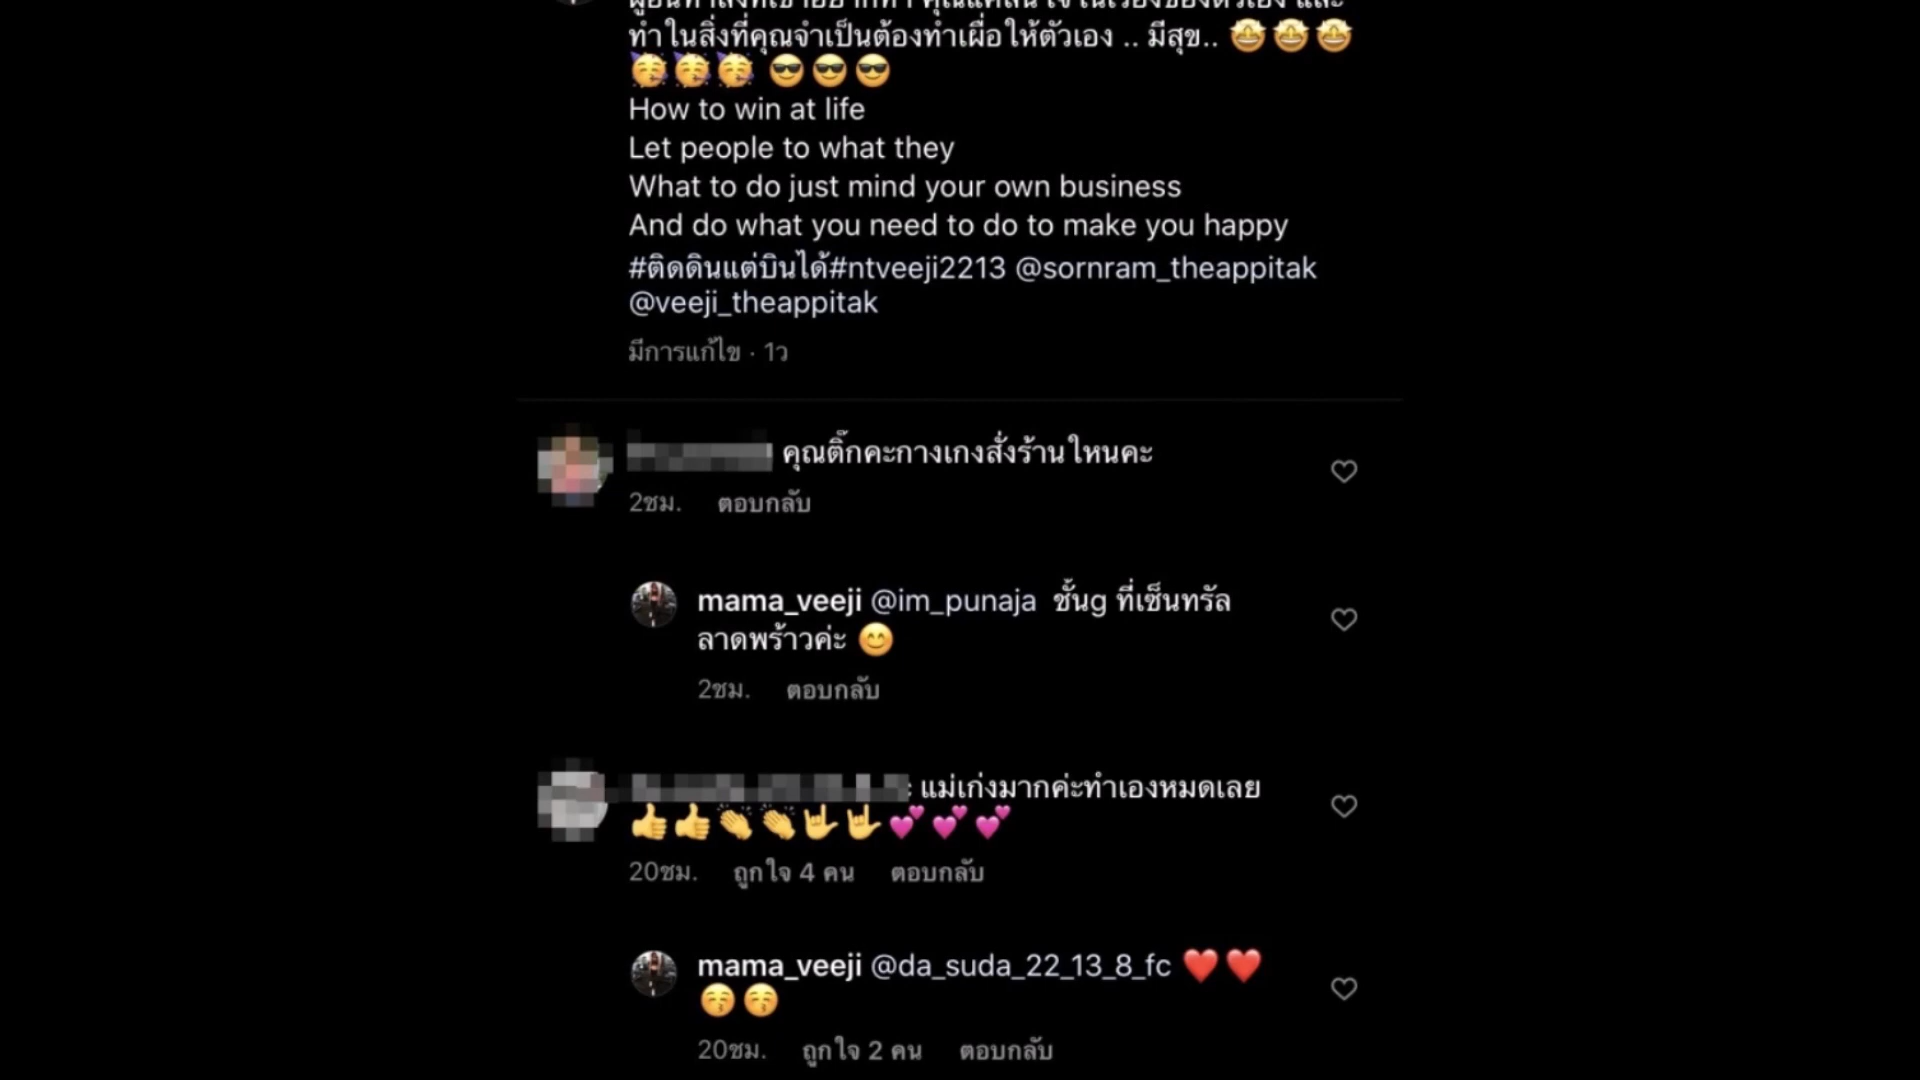 ทำในสิ่งที่คุณจำเป็นต้องทำเผื่อให้ตัวเอง .. มีสุข.. 🤩🤩🤩
🥳🥳🥳 😎😎😎
How to win at life
Let people to what they
What to do just mind your own business
And do what you need to do to make you happy
#ติดดินแต่บินได้#ntveeji2213 @sornram_theappitak
@veeji_theappitak
มีการแก้ไข · 1ว
คุณติ๊กคะกางเกงสั่งร้านไหนคะ
2ชม. ตอบกลับ
mama_veeji @im_punaja ชั้นg ที่เซ็นทรัล
ลาดพร้าวค่ะ 😊
2ชม. ตอบกลับ
แม่เก่งมากค่ะทำเองหมดเลย
👍👍👏👏🤟🤟💕💕💕
20ชม. ถูกใจ 4 คน ตอบกลับ
mama_veeji @da_suda_22_13_8_fc ❤️❤️
😚😚
20ชม. ถูกใจ 2 คน ตอบกลับ